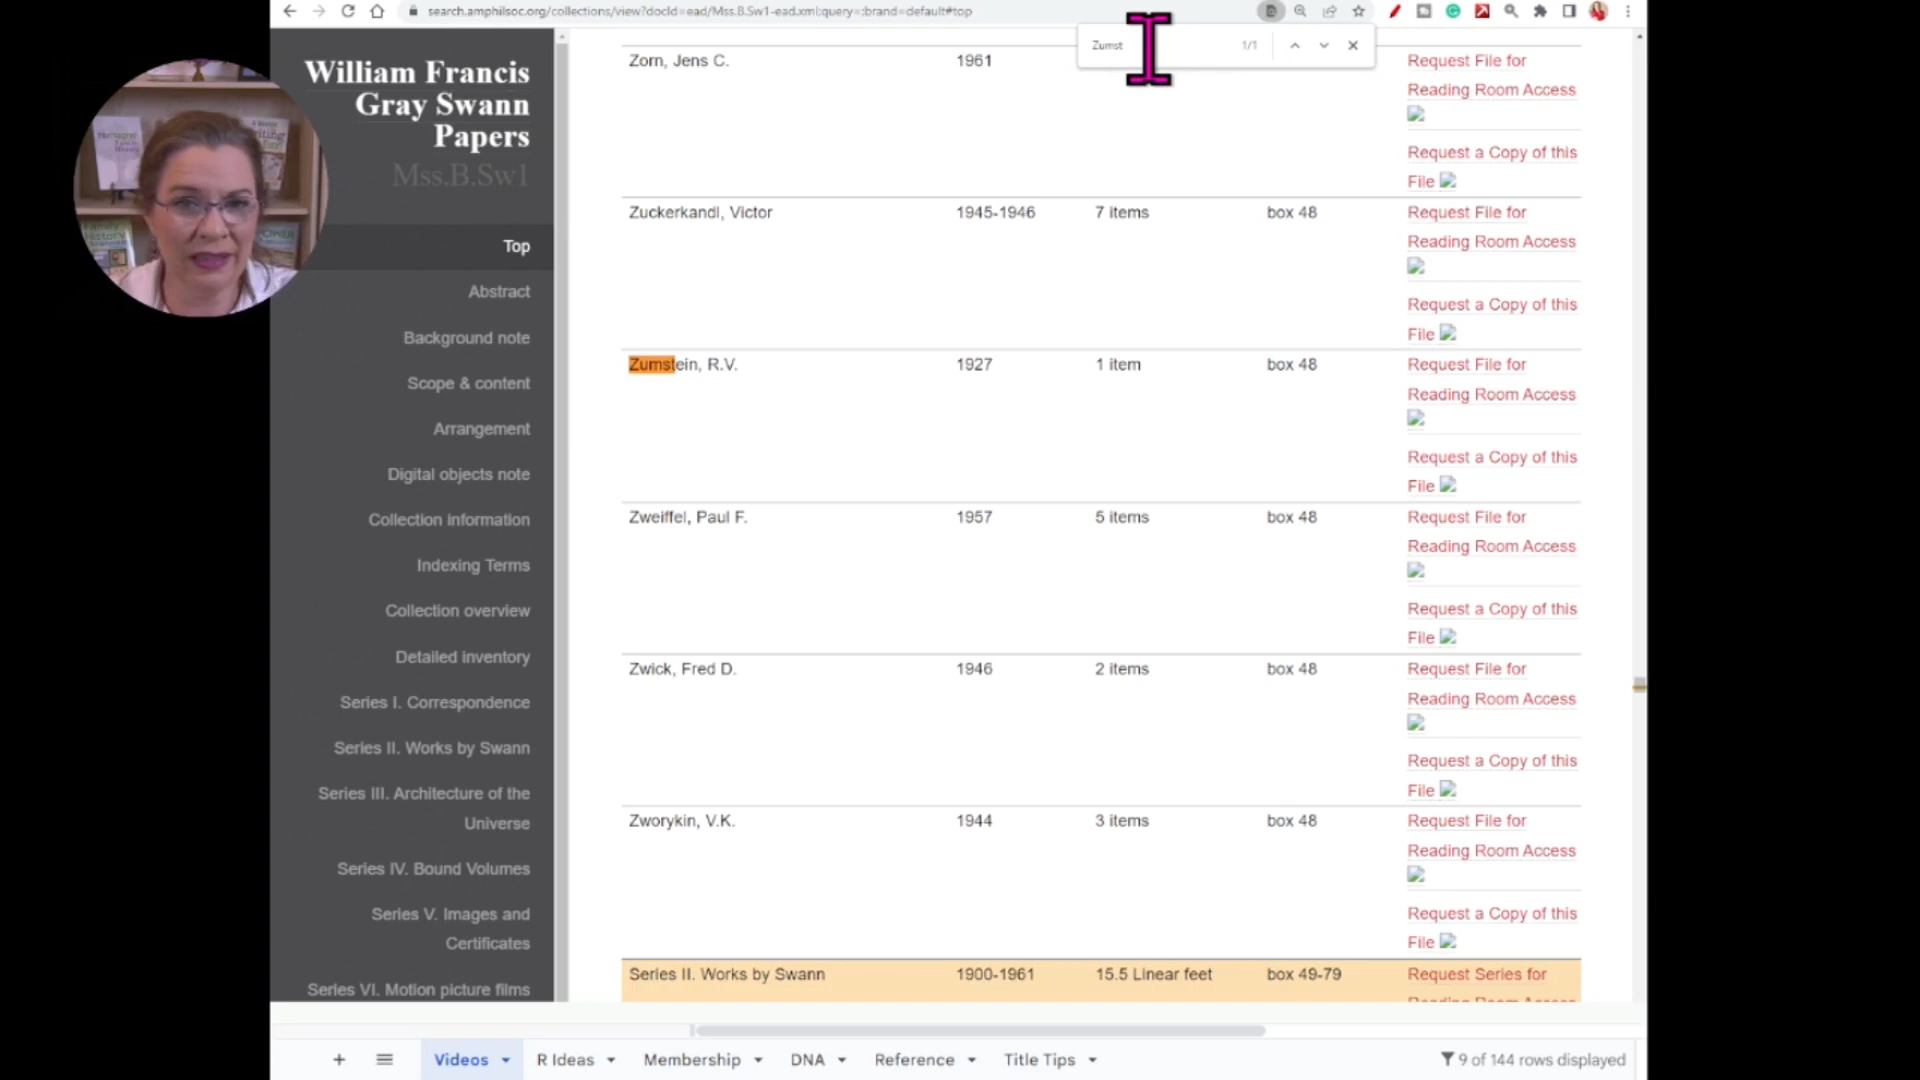 search.amphilsoc.org/collections/view?docId=ead/Mss.B.Sw1-ead.xml;query=;brand=default#top
Zumst
1/1
William Francis
Gray Swann
Papers
Mss.B.Sw1
Top
Abstract
Background note
Scope & content
Arrangement
Digital objects note
Collection information
Indexing Terms
Collection overview
Detailed inventory
Series I. Correspondence
Series II. Works by Swann
Series III. Architecture of the
Universe
Series IV. Bound Volumes
Series V. Images and
Certificates
Series VI. Motion picture films
Zorn, Jens C. 1961 Request File for
Reading Room Access
Request a Copy of this
File
Zuckerkandl, Victor 1945-1946 7 items box 48 Request File for
Reading Room Access
Request a Copy of this
File
Zumstein, R.V. 1927 1 item box 48 Request File for
Reading Room Access
Request a Copy of this
File
Zweiffel, Paul F. 1957 5 items box 48 Request File for
Reading Room Access
Request a Copy of this
File
Zwick, Fred D. 1946 2 items box 48 Request File for
Reading Room Access
Request a Copy of this
File
Zworykin, V.K. 1944 3 items box 48 Request File for
Reading Room Access
Request a Copy of this
File
Series II. Works by Swann 1900-1961 15.5 Linear feet box 49-79 Request Series for
Reading Room Access
Videos R Ideas Membership DNA Reference Title Tips 9 of 144 rows displayed